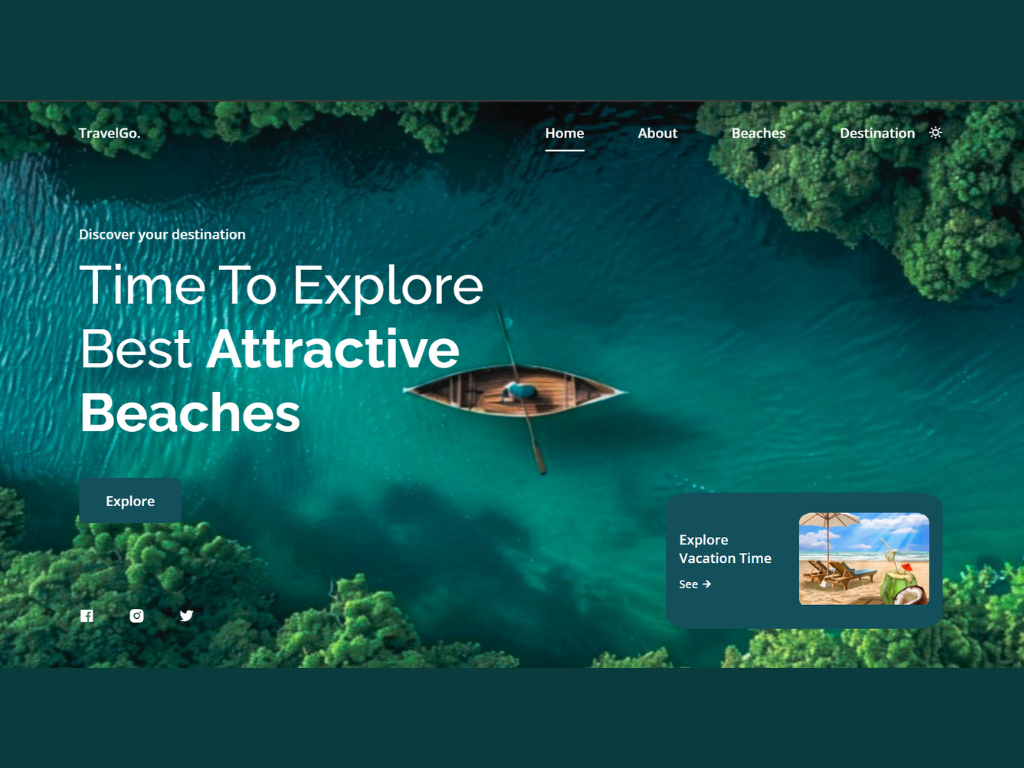 TravelGo.
Home
About
Beaches
Destination
Discover your destination
Time To Explore
Best Attractive
Beaches
Explore
Explore
Vacation Time
See →